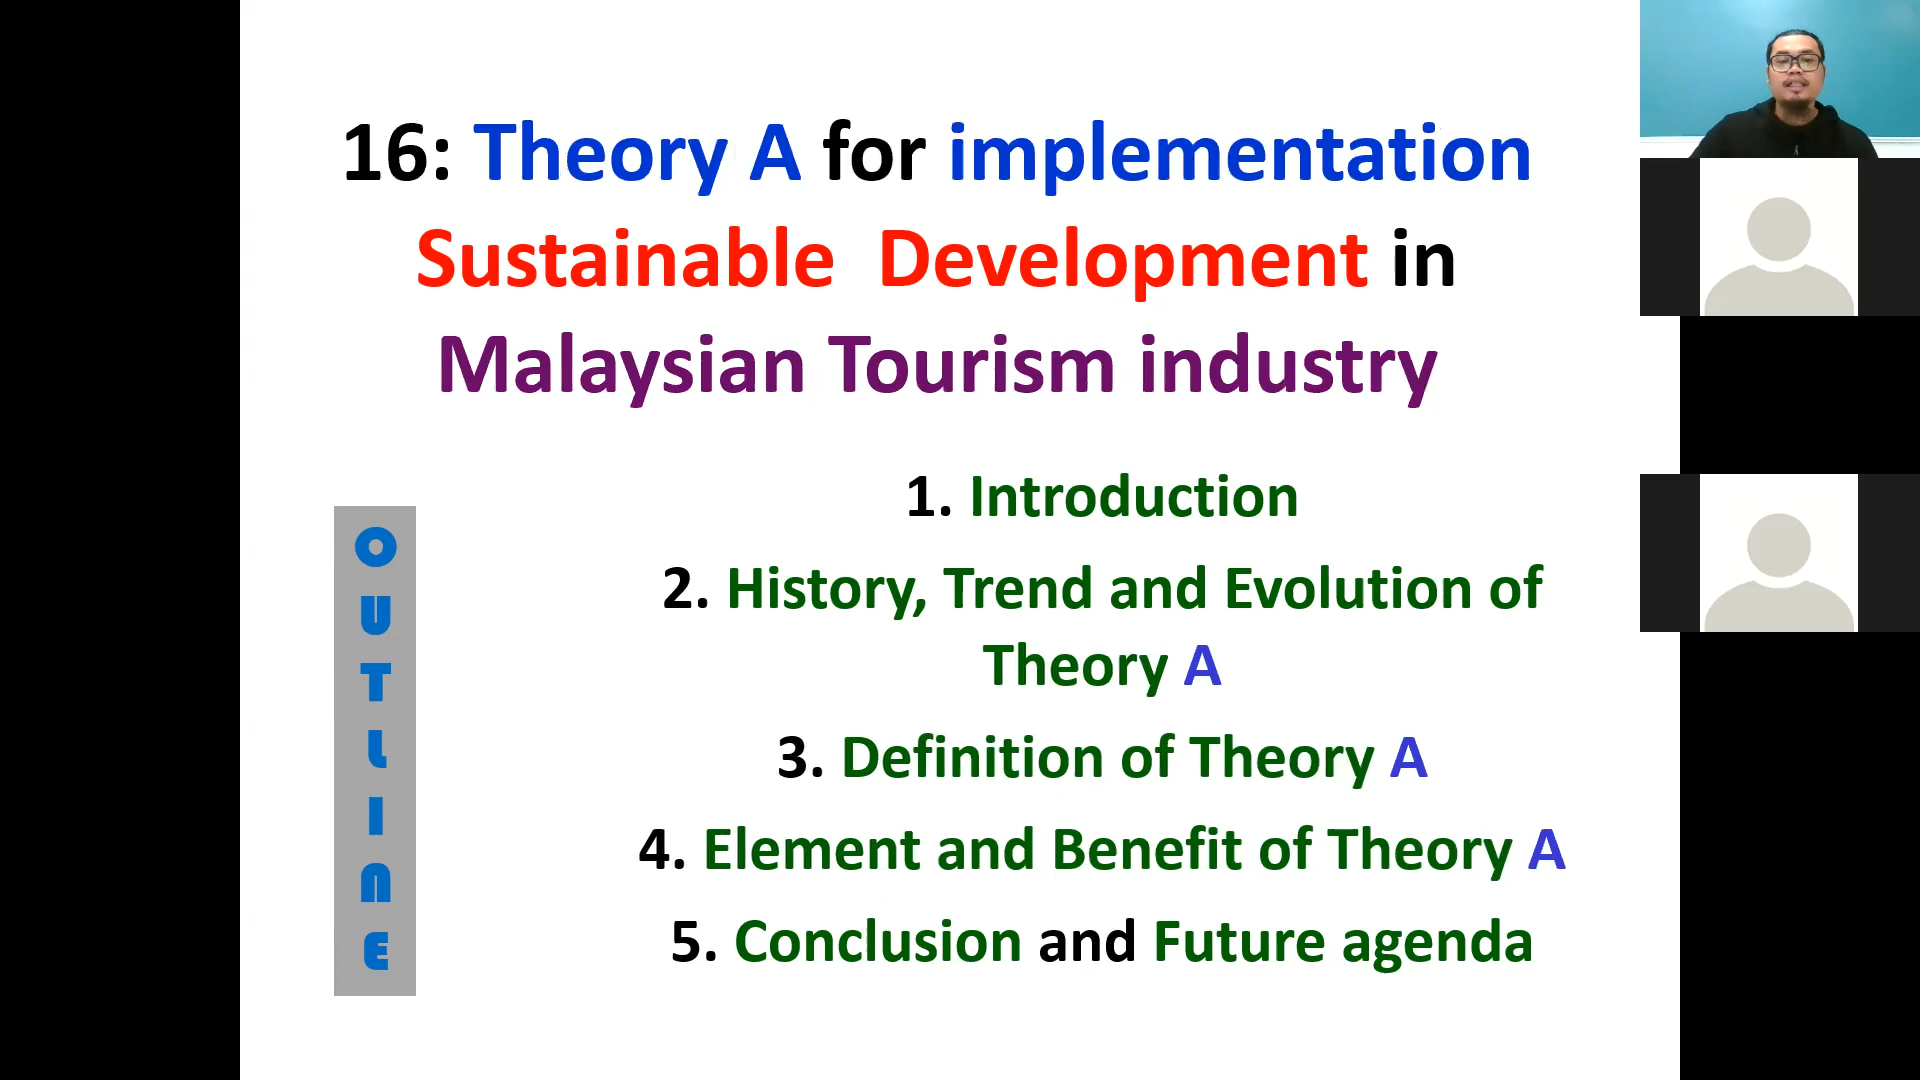 16: Theory A for implementation
Sustainable  Development in
Malaysian Tourism industry
OUTLINE
1. Introduction
2. History, Trend and Evolution of
Theory A
3. Definition of Theory A
4. Element and Benefit of Theory A
5. Conclusion and Future agenda